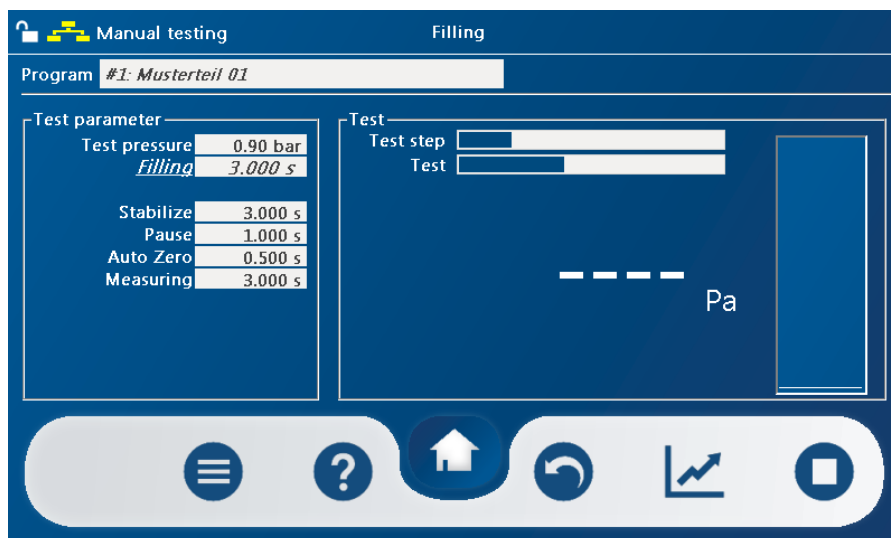 Manual testing Filling
Program #1: Musterteil 01
Test parameter
Test pressure 0.90 bar
Filling 3.000 s
Stabilize 3.000 s
Pause 1.000 s
Auto Zero 0.500 s
Measuring 3.000 s
Test
Test step
Test
---- 
Pa
?